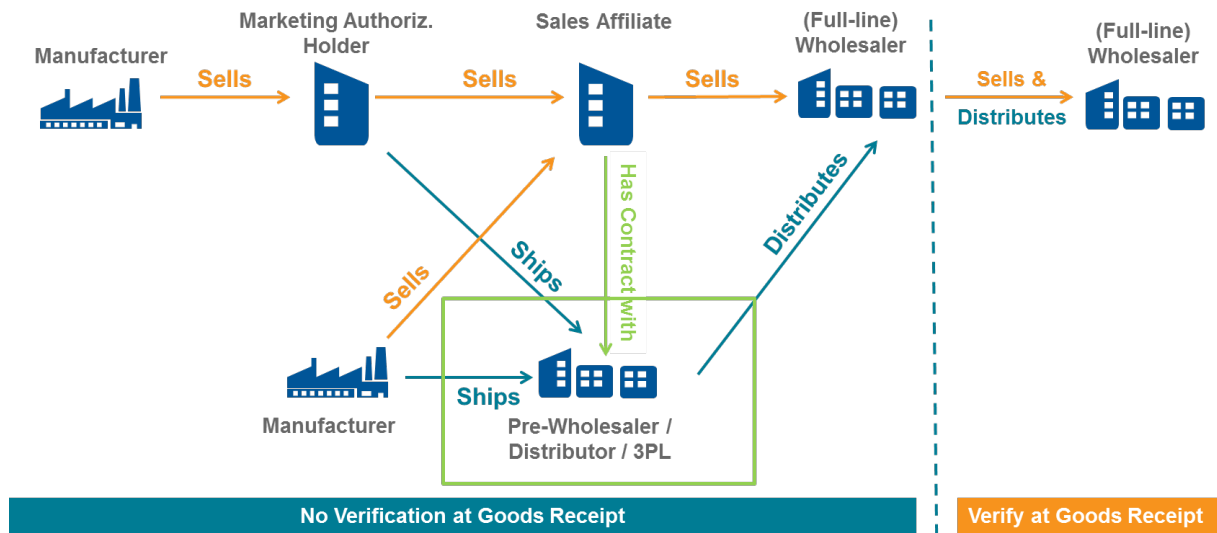 Marketing Authoriz.
Holder
Sales Affiliate
(Full-line)
Wholesaler
(Full-line)
Wholesaler
Manufacturer
Sells
Sells
Sells
Sells &
Distributes
Has Contract with
Distributes
Ships
Sells
Ships
Manufacturer
Pre-Wholesaler /
Distributor / 3PL
No Verification at Goods Receipt
Verify at Goods Receipt